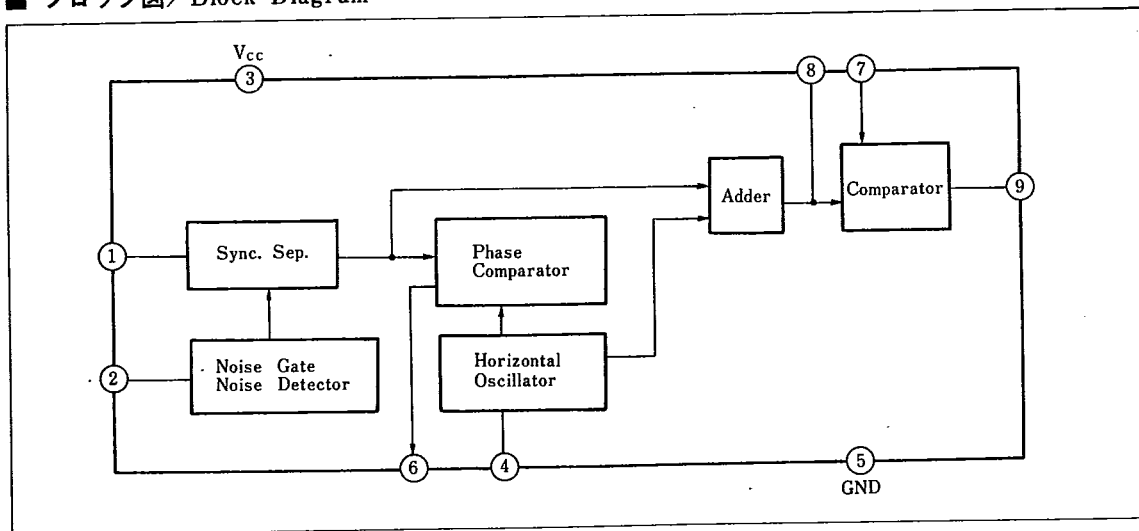 ■ ブロック図/Block Diagram
Vcc
③
⑧
⑦
Adder
Comparator
⑨
①
Sync. Sep.
Phase
Comparator
②
Noise Gate
Noise Detector
Horizontal
Oscillator
⑥
④
⑤
GND